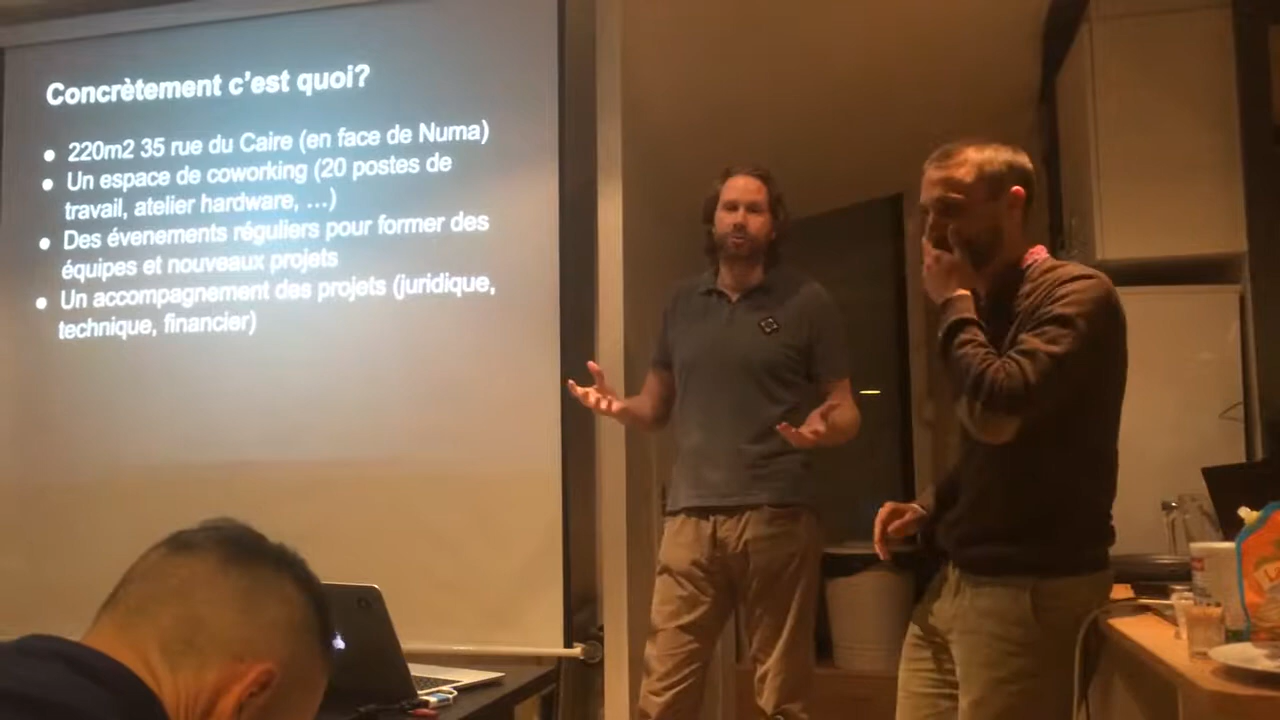 Concrètement c'est quoi?
● 220m2 35 rue du Caire (en face de Numa)
● Un espace de coworking (20 postes de
travail, atelier hardware, ...)
● Des évenements réguliers pour former des
équipes et nouveaux projets
● Un accompagnement des projets (juridique,
technique, financier)